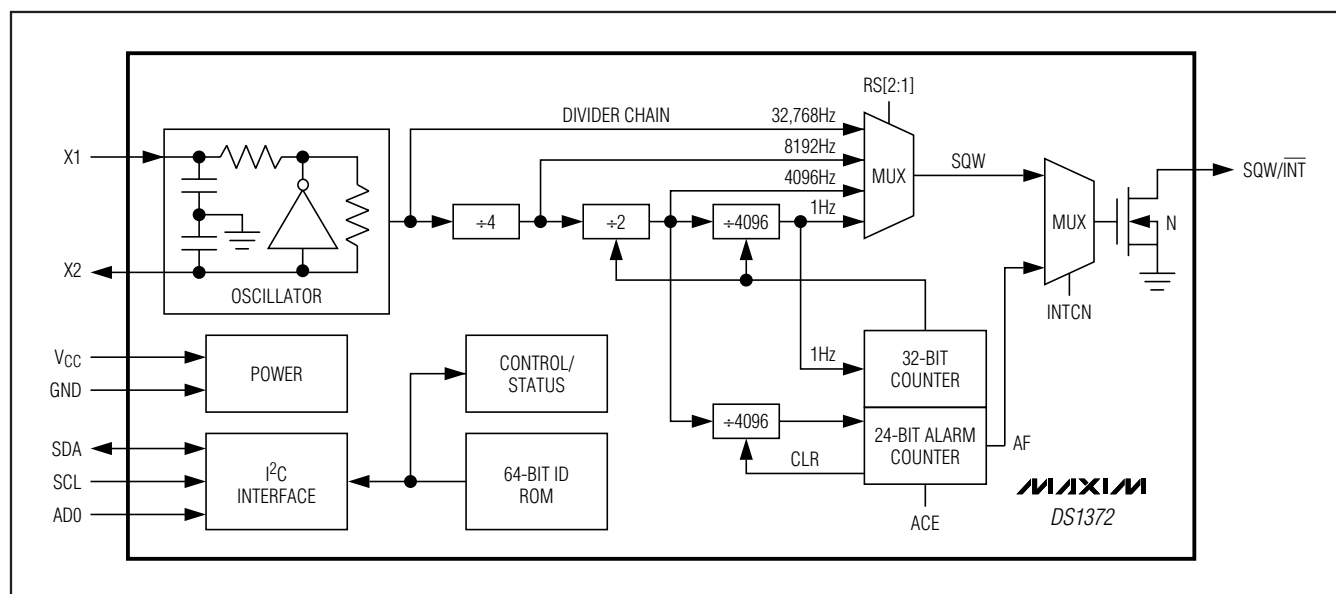 RS[2:1]
DIVIDER CHAIN
32,768Hz
8192Hz
4096Hz
1Hz
MUX
SQW
X1
X2
OSCILLATOR
÷4
÷2
÷4096
MUX
N
SQW/INT
INTCN
VCC
GND
POWER
CONTROL/
STATUS
1Hz
32-BIT
COUNTER
÷4096
24-BIT ALARM
COUNTER
AF
CLR
ACE
SDA
SCL
AD0
I²C
INTERFACE
64-BIT ID
ROM
MAXIM
DS1372